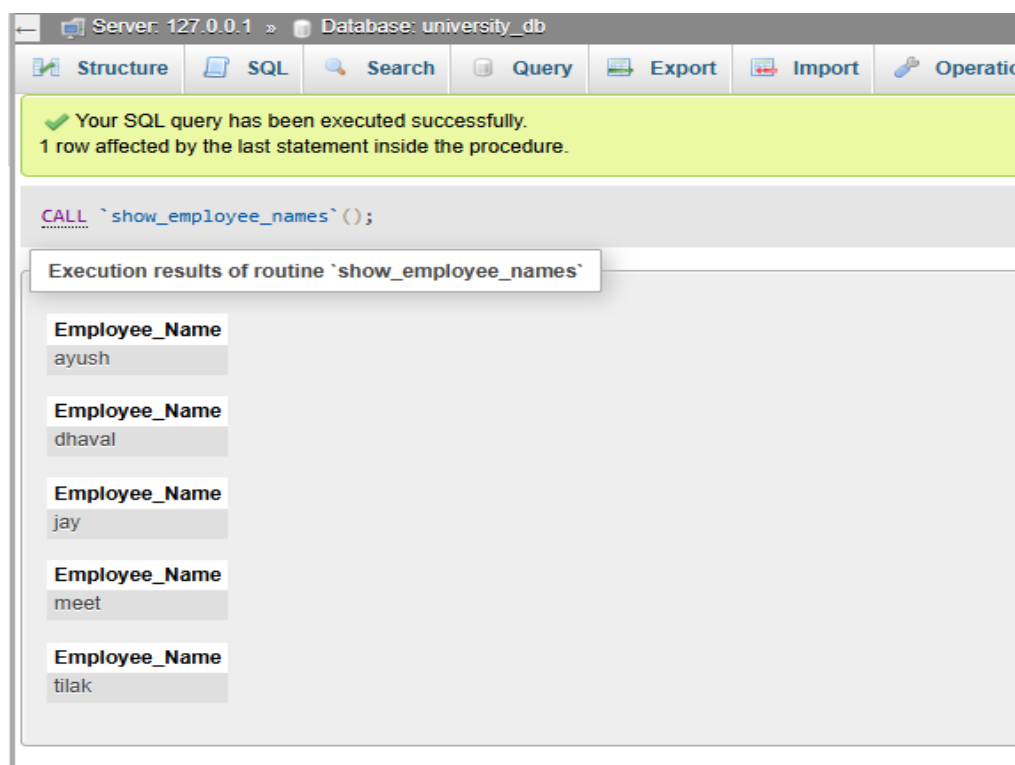 Server: 127.0.0.1 » Database: university_db
Structure SQL Search Query Export Import
Your SQL query has been executed successfully.
1 row affected by the last statement inside the procedure.
CALL `show_employee_names`();
Execution results of routine `show_employee_names`
Employee_Name
ayush
Employee_Name
dhaval
Employee_Name
jay
Employee_Name
meet
Employee_Name
tilak